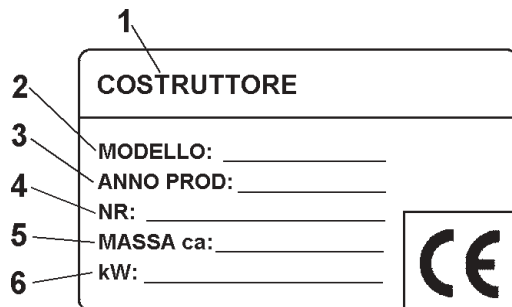 1
COSTRUTTORE
2
MODELLO:
3
ANNO PROD:
4
NR:
5
MASSA ca:
6
kW:
CE